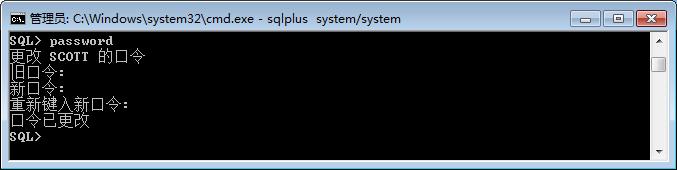 管理员: C:\Windows\system32\cmd.exe - sqlplus  system/system
SQL> password
更改 SCOTT 的口令
旧口令:
新口令:
重新键入新口令:
口令已更改
SQL>